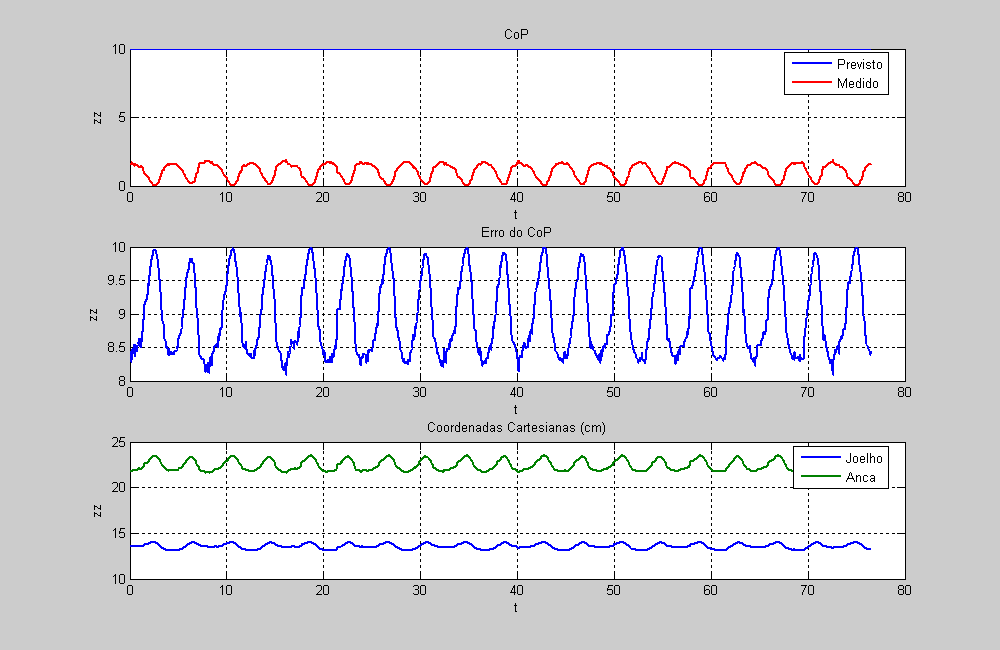 CoP
10
5
0
zz
Previsto
Medido
0 10 20 30 40 50 60 70 80
t
Erro do CoP
10
9.5
9
8.5
8
zz
0 10 20 30 40 50 60 70 80
t
Coordenadas Cartesianas (cm)
25
20
15
10
zz
Joelho
Anca
0 10 20 30 40 50 60 70 80
t